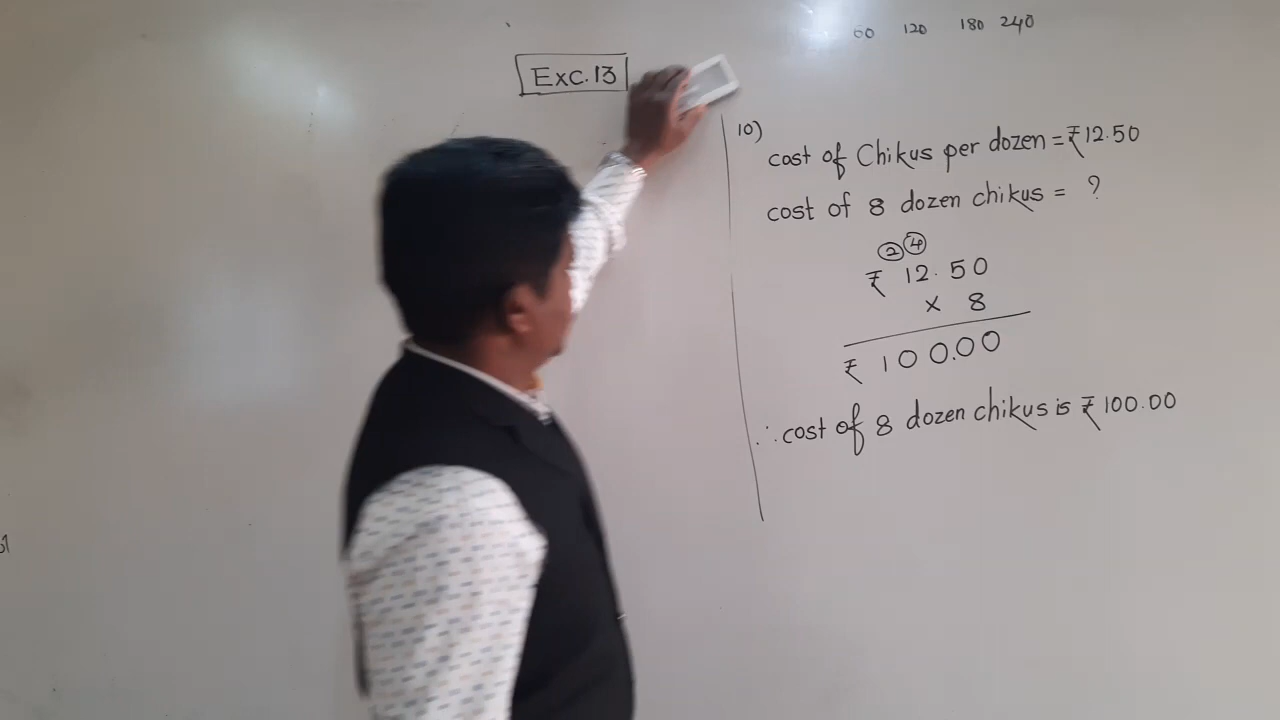 60 120 180 240
Exc.13
10)
cost of Chikus per dozen = ₹12.50
cost of 8 dozen chikus = ?
2 4
₹ 12.50
× 8
₹ 100.00
∴ cost of 8 dozen chikus is ₹100.00